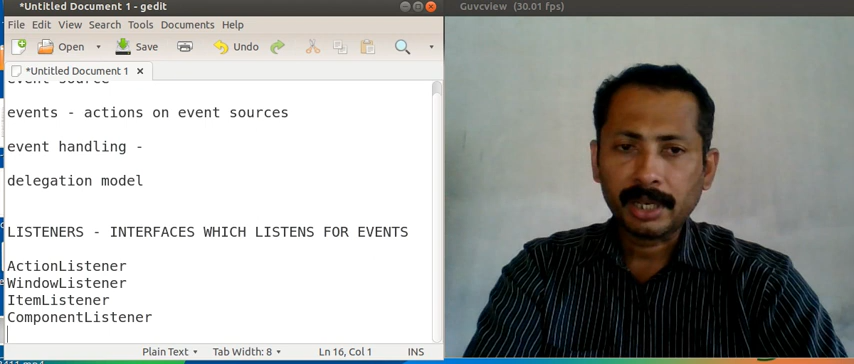 *Untitled Document 1 - gedit
Guvcview (30.01 fps)
File Edit View Search Tools Documents Help
Open Save Undo
*Untitled Document 1
event source
events - actions on event sources
event handling -
delegation model
LISTENERS - INTERFACES WHICH LISTENS FOR EVENTS
ActionListener
WindowListener
ItemListener
ComponentListener
Plain Text Tab Width: 8 Ln 16, Col 1 INS